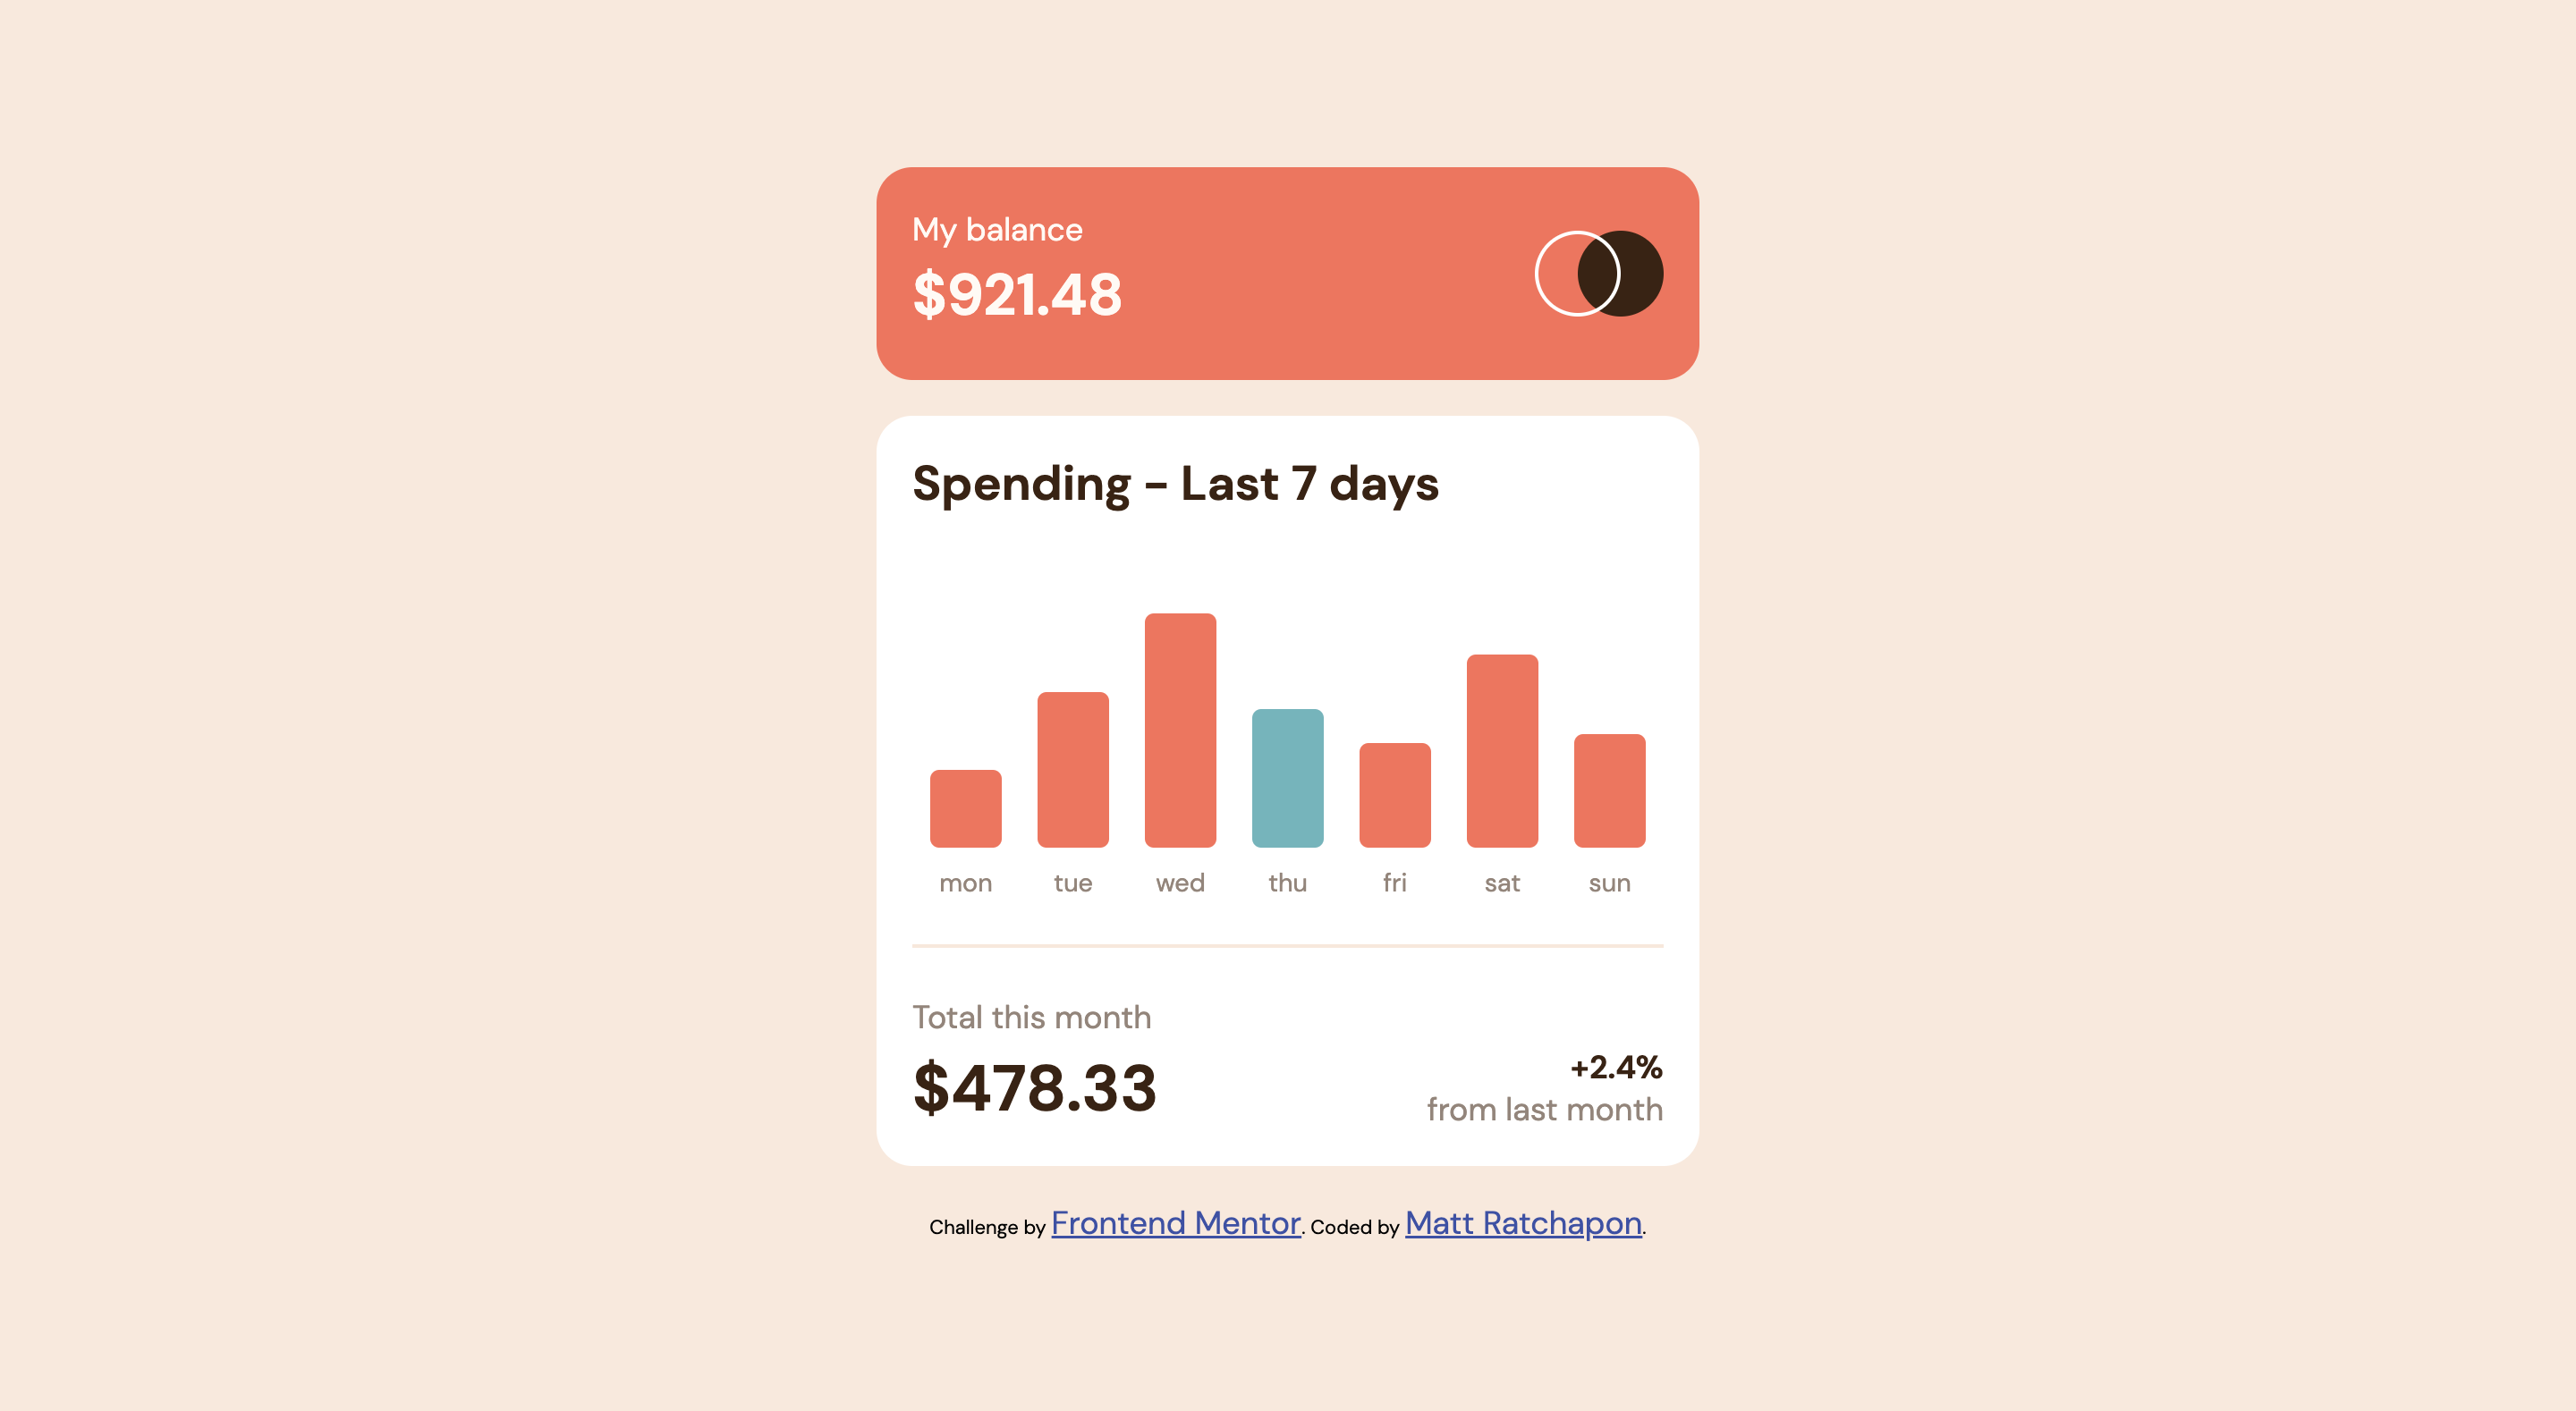 My balance
$921.48
Spending - Last 7 days
mon tue wed thu fri sat sun
Total this month
$478.33
+2.4%
from last month
Challenge by Frontend Mentor. Coded by Matt Ratchapon.